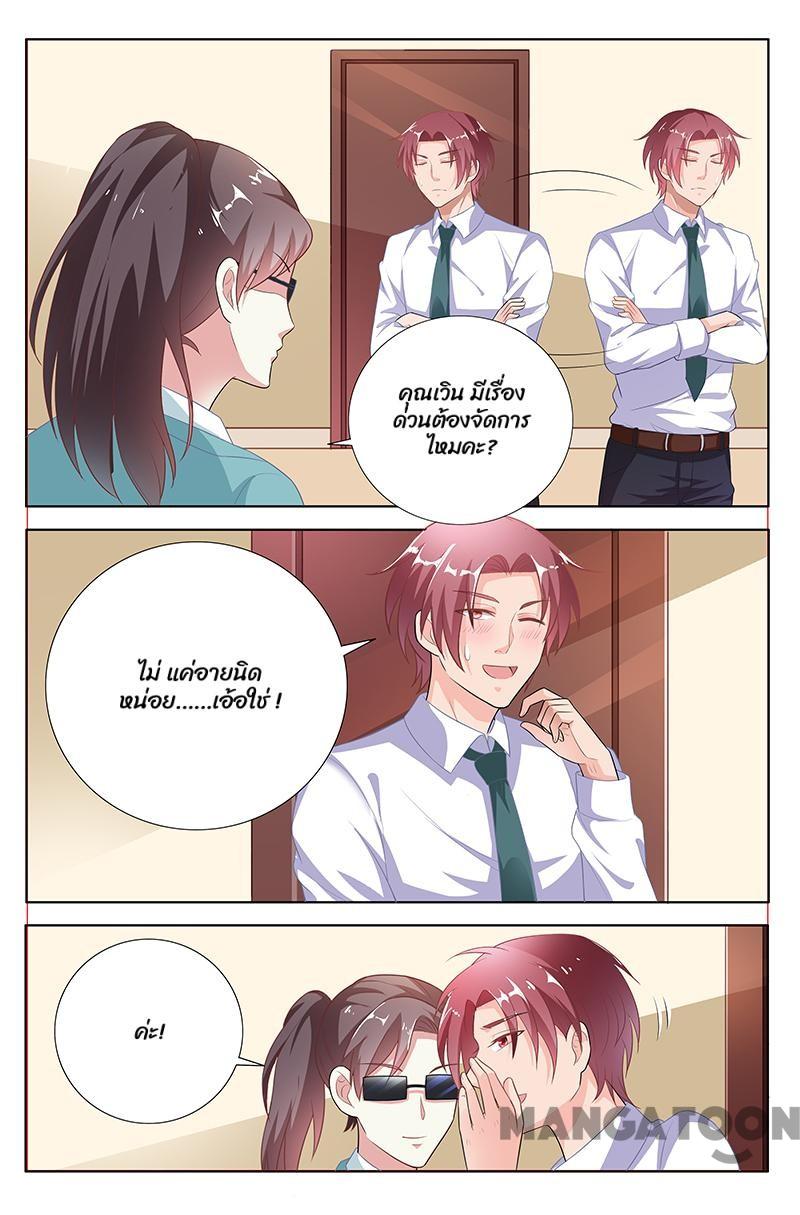 คุณเวิน มีเรื่อง
ด่วนต้องจัดการ
ไหมคะ?
ไม่ แค่อายนิด
หน่อย......เอ้อใช่ !
ค่ะ!
MANGATOON